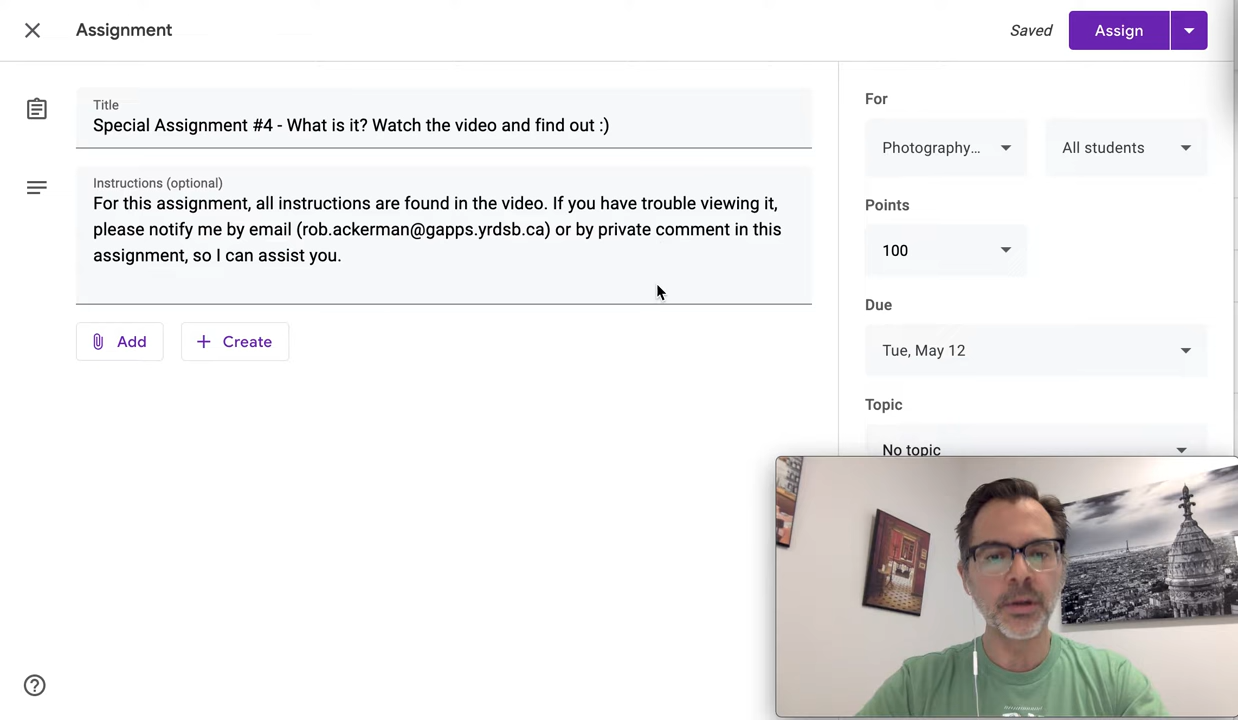 Assignment
Saved
Assign
Title
Special Assignment #4 - What is it? Watch the video and find out :)
Instructions (optional)
For this assignment, all instructions are found in the video. If you have trouble viewing it,
please notify me by email (rob.ackerman@gapps.yrdsb.ca) or by private comment in this
assignment, so I can assist you.
Add
Create
For
Photography...
All students
Points
100
Due
Tue, May 12
Topic
No topic